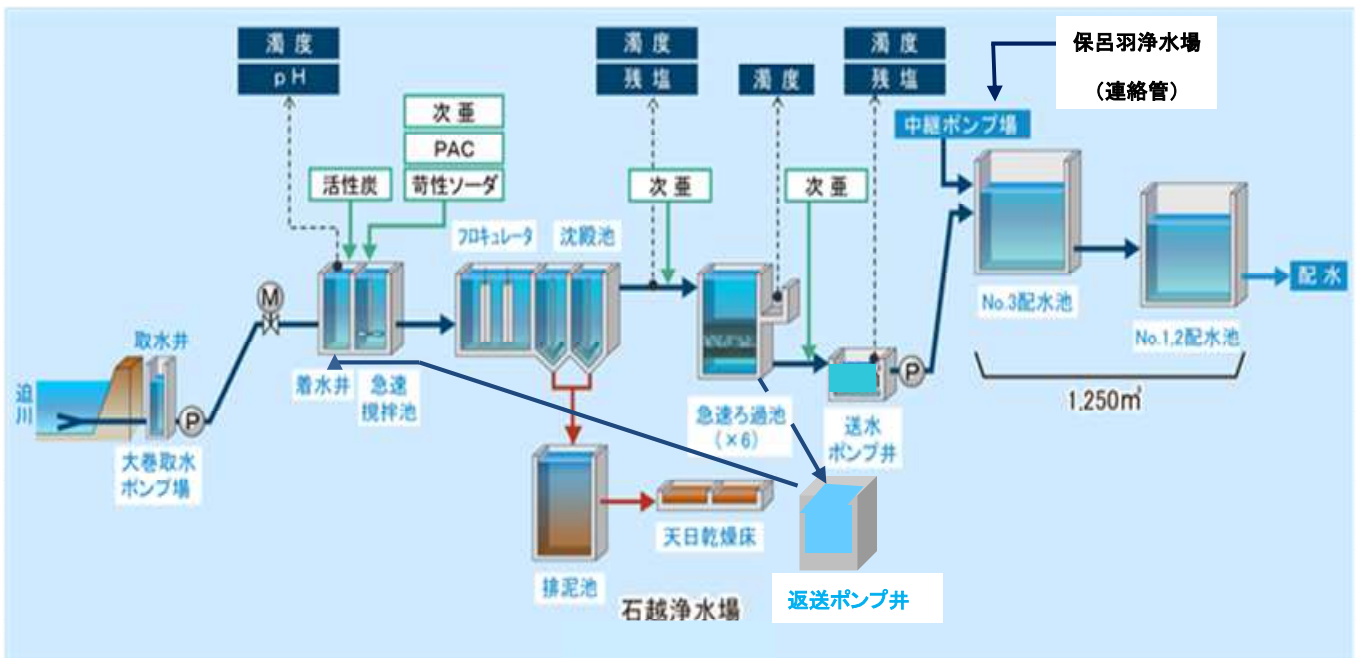 濁度
pH
濁度
残塩
濁度
濁度
残塩
保呂羽浄水場
(連絡管)
次亜
PAC
苛性ソーダ
活性炭
次亜
次亜
中継ポンプ場
フロキュレータ
沈殿池
M
取水井
迫川
P
大巻取水
ポンプ場
着水井
急速
撹拌池
急速ろ過池
(×6)
送水
ポンプ井
P
No.3配水池
No.1,2配水池
配水
1,250㎥
排泥池
天日乾燥床
返送ポンプ井
石越浄水場